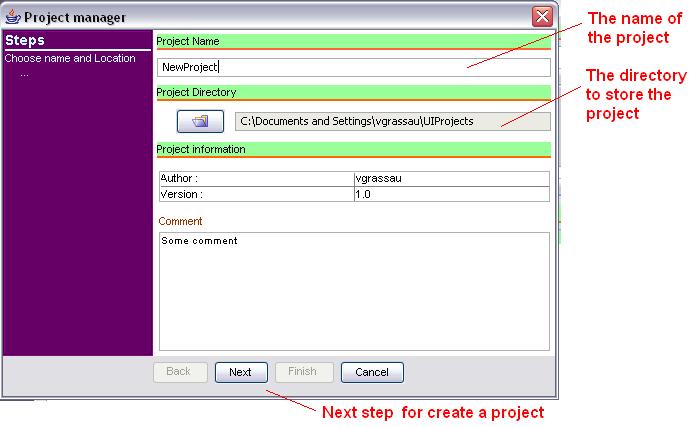 Project manager
Steps
Choose name and Location
...
Project Name
NewProject
Project Directory
C:\Documents and Settings\vgrassau\UIProjects
Project information
Author :
vgrassau
Version :
1.0
Comment
Some comment
Back
Next
Finish
Cancel
The name of
the project
The directory
to store the
project
Next step for create a project